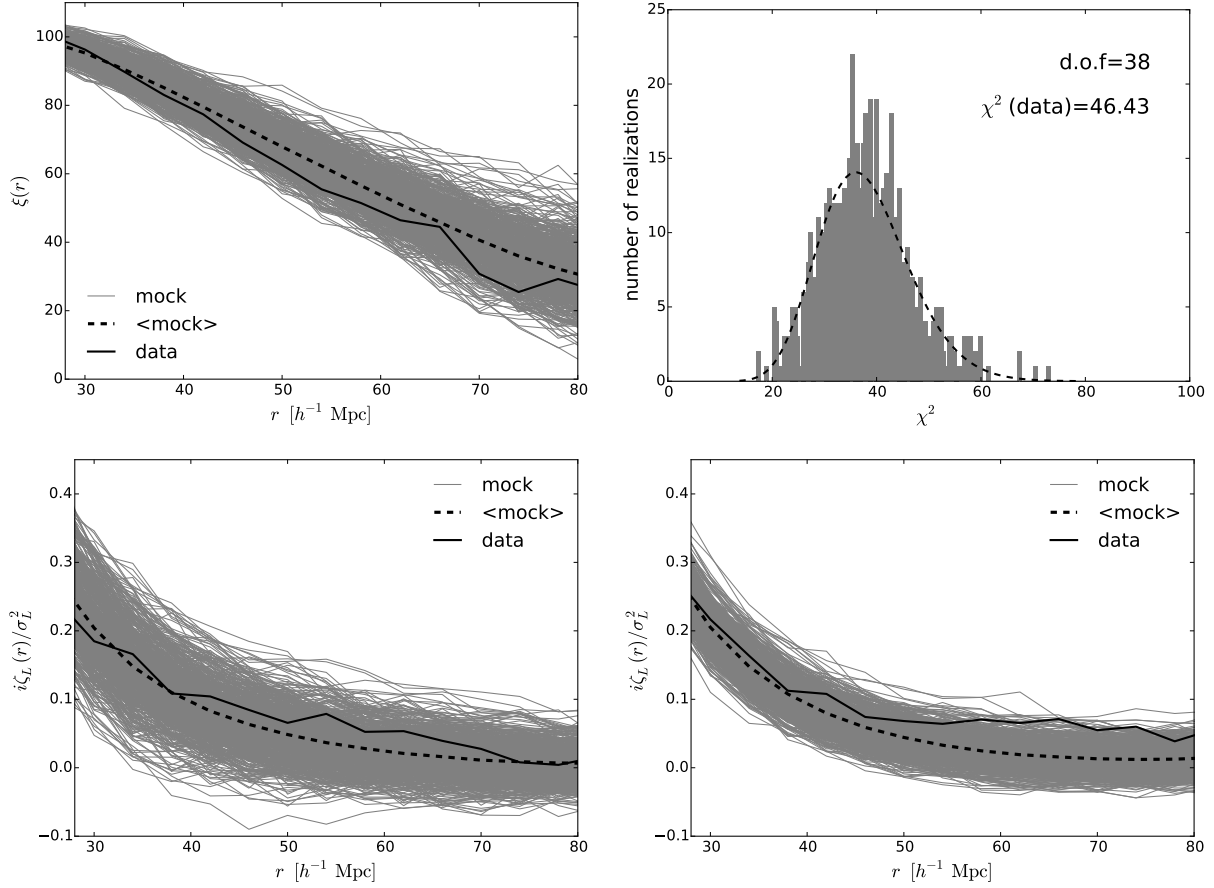 100
80
60
40
20
0
ξ(r)
mock
<mock>
data
30 40 50 60 70 80
r [h⁻¹ Mpc]
25
20
15
10
5
0
number of realizations
d.o.f=38
χ² (data)=46.43
0 20 40 60 80 100
χ²
0.4
0.3
0.2
0.1
0.0
−0.1
iζ_L (r)/σ_L²
mock
<mock>
data
30 40 50 60 70 80
r [h⁻¹ Mpc]
0.4
0.3
0.2
0.1
0.0
−0.1
iζ_L (r)/σ_L²
mock
<mock>
data
30 40 50 60 70 80
r [h⁻¹ Mpc]